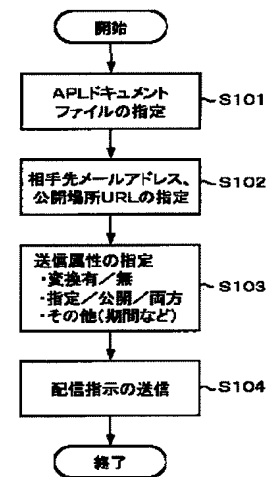 開始
APLドキュメント
ファイルの指定
S101
相手先メールアドレス、
公開場所URLの指定
S102
送信属性の指定
・変換有/無
・指定/公開/両方
・その他(期間など)
S103
配信指示の送信
S104
終了